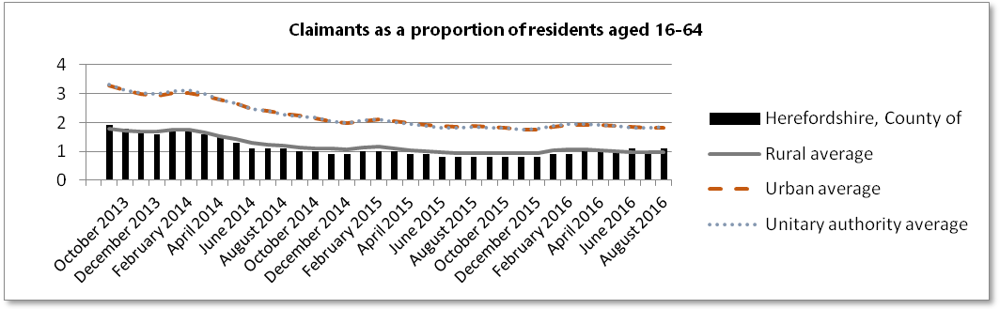 Claimants as a proportion of residents aged 16-64
4
3
2
1
0
October 2013
December 2013
February 2014
April 2014
June 2014
August 2014
October 2014
December 2014
February 2015
April 2015
June 2015
August 2015
October 2015
December 2015
February 2016
April 2016
June 2016
August 2016
Herefordshire, County of
Rural average
Urban average
Unitary authority average